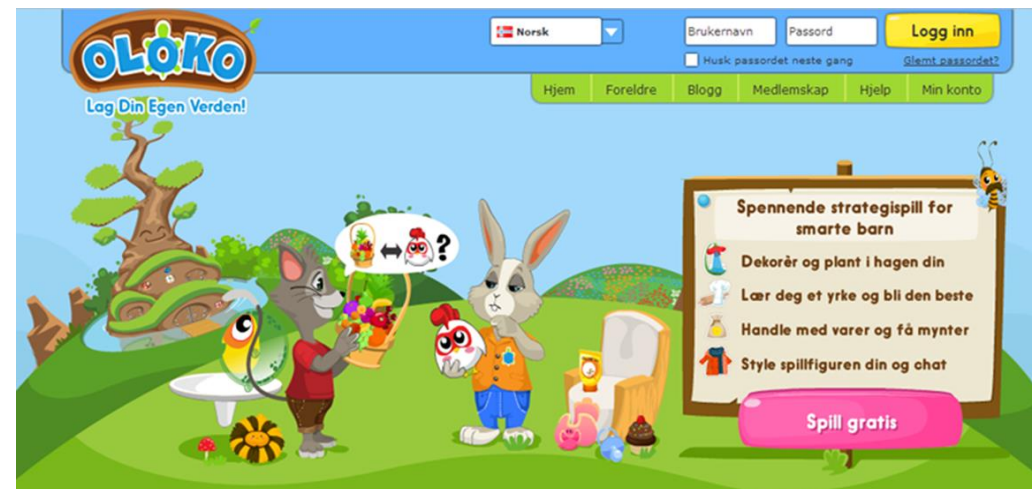 OLOKO
Lag Din Egen Verden!
Norsk
Brukernavn
Passord
Logg inn
Husk passordet neste gang
Glemt passordet?
Hjem
Foreldre
Blogg
Medlemskap
Hjelp
Min konto
?
Spennende strategispill for
smarte barn
Dekorèr og plant i hagen din
Lær deg et yrke og bli den beste
Handle med varer og få mynter
Style spillfiguren din og chat
Spill gratis